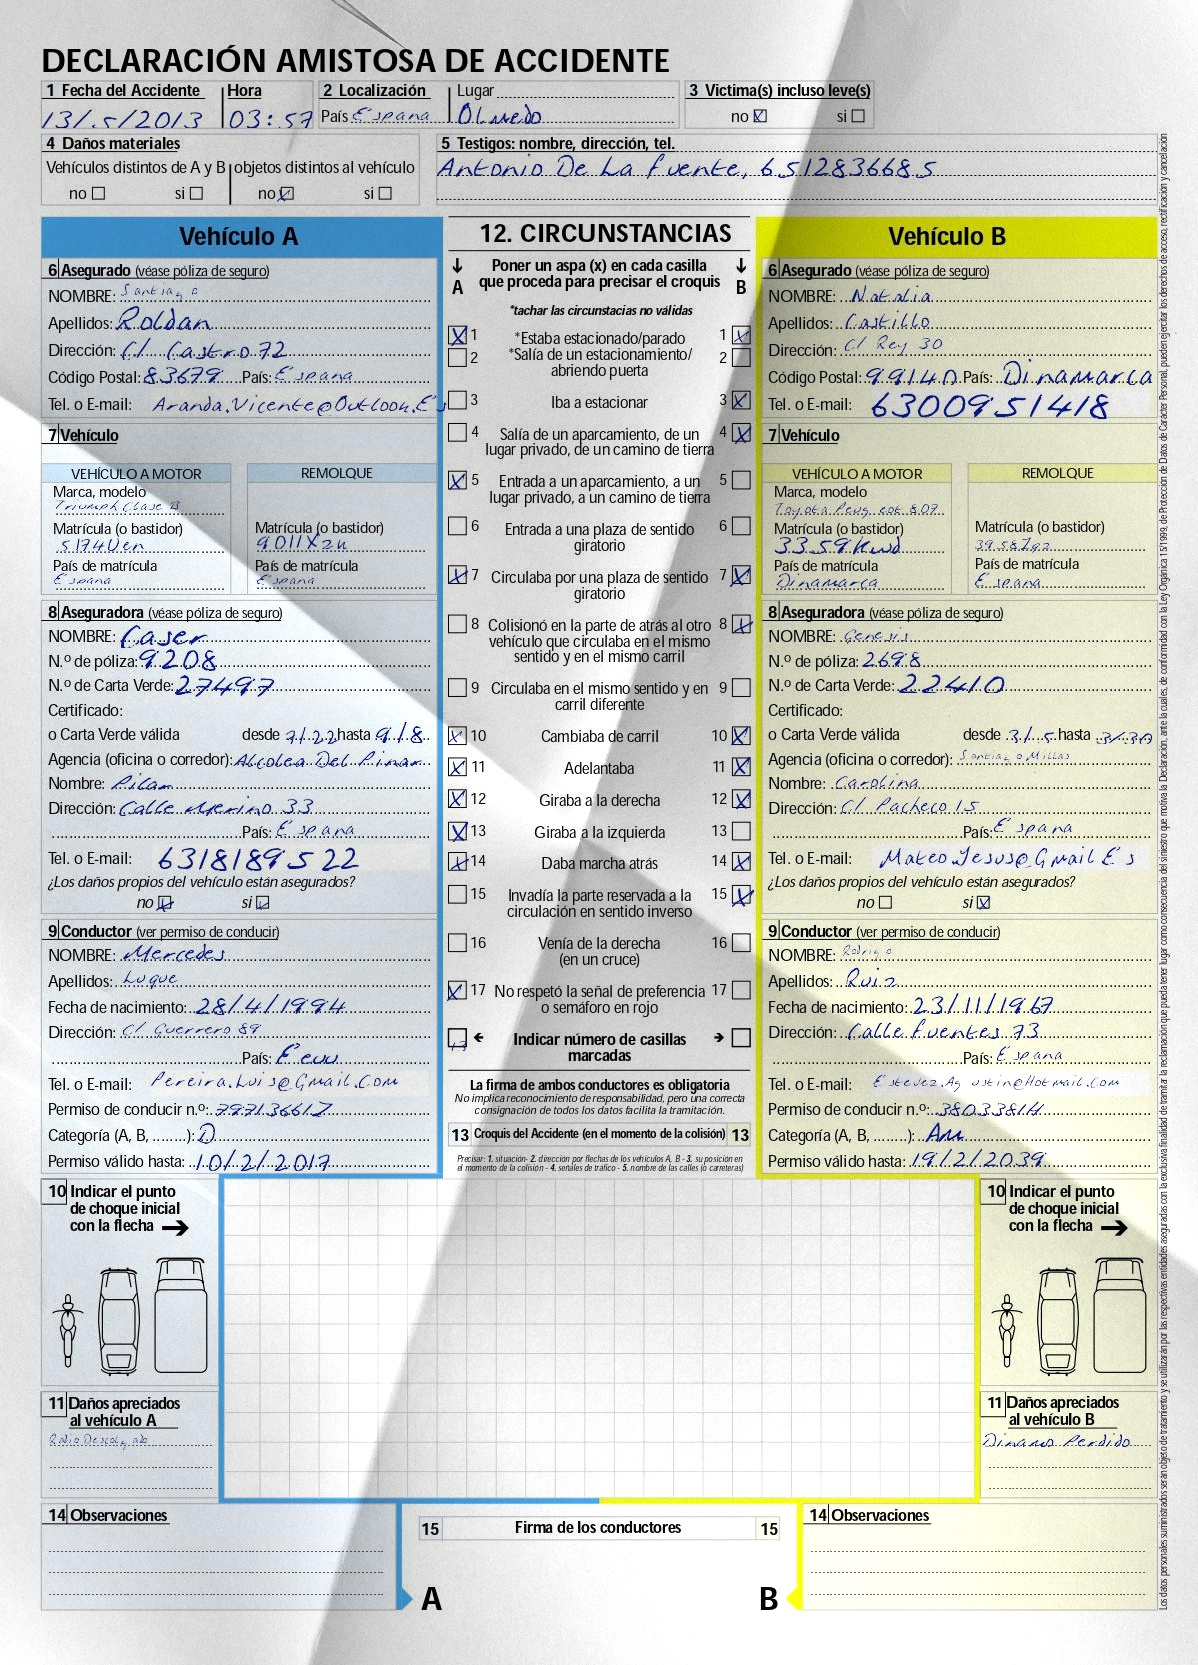 DECLARACIÓN AMISTOSA DE ACCIDENTE
1 Fecha del Accidente Hora 2 Localización Lugar 3 Victima(s) incluso leve(s)
13/5/2013 03:57 País Espana Olmedo no X si
4 Daños materiales
Vehículos distintos de A y B objetos distintos al vehículo
no si no X si
5 Testigos: nombre, dirección, tel.
Antonio De La Fuente, 6512836685
Vehículo A
6 Asegurado (véase póliza de seguro)
NOMBRE: Santiago
Apellidos: Roldan
Dirección: C/ Castro 72
Código Postal: 83679 País: Espana
Tel. o E-mail: Aranda.Vicente@Outlook.Es
7 Vehículo
VEHÍCULO A MOTOR REMOLQUE
Marca, modelo
Triumph Clase B
Matrícula (o bastidor) Matrícula (o bastidor)
5174Uen 9011Xzu
País de matrícula País de matrícula
Espana Espana
8 Aseguradora (véase póliza de seguro)
NOMBRE: Caser
N.º de póliza: 9208
N.º de Carta Verde: 27497
Certificado:
o Carta Verde válida desde 7/22 hasta 9/8
Agencia (oficina o corredor): Alcolea Del Pinar
Nombre: Pilar
Dirección: Calle Merino 33
País: Espana
Tel. o E-mail: 6318189522
¿Los daños propios del vehículo están asegurados?
no X si X
9 Conductor (ver permiso de conducir)
NOMBRE: Mercedes
Apellidos: Luque
Fecha de nacimiento: 28/4/1994
Dirección: C/ Guerrero 89
País: Eeuu
Tel. o E-mail: Pereira.Luis@Gmail.Com
Permiso de conducir n.º: 79713661Z
Categoría (A, B, ........): D
Permiso válido hasta: 10/2/2017
12. CIRCUNSTANCIAS
A Poner un aspa (x) en cada casilla que proceda para precisar el croquis B
*tachar las circunstacias no válidas
X 1 *Estaba estacionado/parado 1 X
2 *Salía de un estacionamiento/ 2
abriendo puerta
3 Iba a estacionar 3 X
4 Salía de un aparcamiento, de un 4 X
lugar privado, de un camino de tierra
X 5 Entrada a un aparcamiento, a un 5
lugar privado, a un camino de tierra
6 Entrada a una plaza de sentido 6
giratorio
X 7 Circulaba por una plaza de sentido 7 X
giratorio
8 Colisionó en la parte de atrás al otro 8 X
vehículo que circulaba en el mismo
sentido y en el mismo carril
9 Circulaba en el mismo sentido y en 9
carril diferente
X 10 Cambiaba de carril 10 X
X 11 Adelantaba 11 X
X 12 Giraba a la derecha 12 X
X 13 Giraba a la izquierda 13
X 14 Daba marcha atrás 14 X
15 Invadía la parte reservada a la 15 X
circulación en sentido inverso
16 Venía de la derecha 16
(en un cruce)
X 17 No respetó la señal de preferencia 17
o semáforo en rojo
13 Indicar número de casillas
marcadas
La firma de ambos conductores es obligatoria
No implica reconocimiento de responsabilidad, pero una correcta
consignación de todos los datos facilita la tramitación.
13 Croquis del Accidente (en el momento de la colisión) 13
Precisar: 1. situación- 2. dirección por flechas de los vehículos A, B - 3. su posición en
el momento de la colisión - 4. señales de tráfico - 5. nombre de las calles (o carreteras)
Vehículo B
6 Asegurado (véase póliza de seguro)
NOMBRE: Natalia
Apellidos: Castillo
Dirección: C/ Rey 30
Código Postal: 99140 País: Dinamarca
Tel. o E-mail: 6300951418
7 Vehículo
VEHÍCULO A MOTOR REMOLQUE
Marca, modelo
Toyota Peugeot 807
Matrícula (o bastidor) Matrícula (o bastidor)
3359Kwd 3958Zgz
País de matrícula País de matrícula
Dinamarca Espana
8 Aseguradora (véase póliza de seguro)
NOMBRE: Genesis
N.º de póliza: 2698
N.º de Carta Verde: 22410
Certificado:
o Carta Verde válida desde 31/5 hasta 3/30
Agencia (oficina o corredor): Santiago Millas
Nombre: Carolina
Dirección: C/ Pacheco 15
País: Espana
Tel. o E-mail: MateoJesus@Gmail Es
¿Los daños propios del vehículo están asegurados?
no si X
9 Conductor (ver permiso de conducir)
NOMBRE: Rodrigo
Apellidos: Ruiz
Fecha de nacimiento: 23/11/1967
Dirección: Calle Fuentes 73
País: Espana
Tel. o E-mail: Estevez.Agustin@Hotmail.Com
Permiso de conducir n.º: 3803381H
Categoría (A, B, ........): Am
Permiso válido hasta: 19/2/2039
10 Indicar el punto
de choque inicial
con la flecha
11 Daños apreciados
al vehículo A
Radio Descolgado
10 Indicar el punto
de choque inicial
con la flecha
11 Daños apreciados
al vehículo B
Dinamo Perdido
14 Observaciones
15 Firma de los conductores 15
A B
14 Observaciones
Los datos personales suministrados serán objeto de tratamiento y se utilizarán por las respectivas entidades aseguradas con la exclusiva finalidad de tramitar la reclamación que pueda tener lugar como consecuencia del siniestro que motiva la Declaración, ante la cuales, de conformidad con la Ley Orgánica 15/1999, de Protección de Datos de Carácter Personal, pueden ejercitar los derechos de acceso, rectificación y cancelación